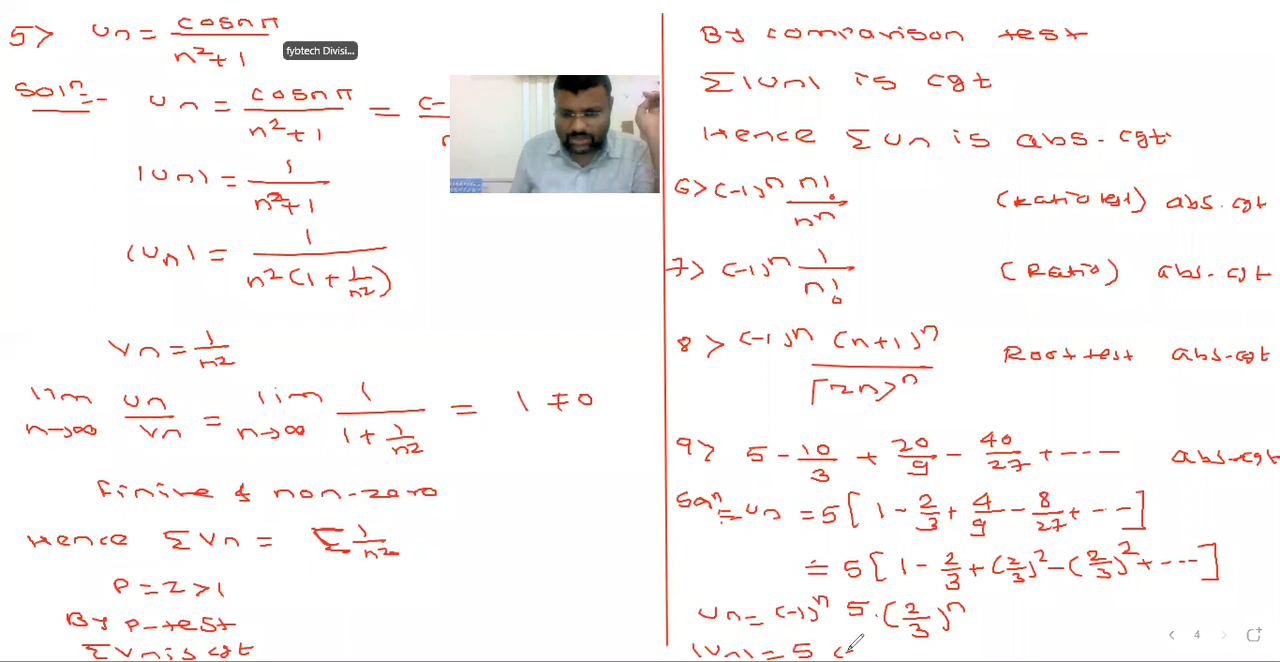 5> un = cosnπ / n²+1
fybtech Divisi...
Solⁿ:- un = cosnπ / n²+1 = (-
|un| = 1 / n²+1
|un| = 1 / n²(1+1/n²)
vn = 1/n²
lim n→∞ un/vn = lim n→∞ 1 / 1+1/n² = 1 ≠ 0
finite & non-zero
Hence Σvn = Σ 1/n²
P = 2 > 1
By P-test
Σvn is cgt
By comparison test
Σ|un| is cgt
Hence Σun is abs. cgt.
6> (-1)ⁿ n!/nⁿ (Ratio test) abs. cgt
7> (-1)ⁿ 1/n! (Ratio) abs. cgt
8> (-1)ⁿ (n+1)ⁿ / [2n]ⁿ Root test abs-cgt
9> 5 - 10/3 + 20/9 - 40/27 + ---- abs-cgt
Solⁿ:- un = 5[1 - 2/3 + 4/9 - 8/27 + ----]
= 5[1 - 2/3 + (2/3)² - (2/3)² + ----]
un = (-1)ⁿ 5.(2/3)ⁿ
|un| = 5 (
4